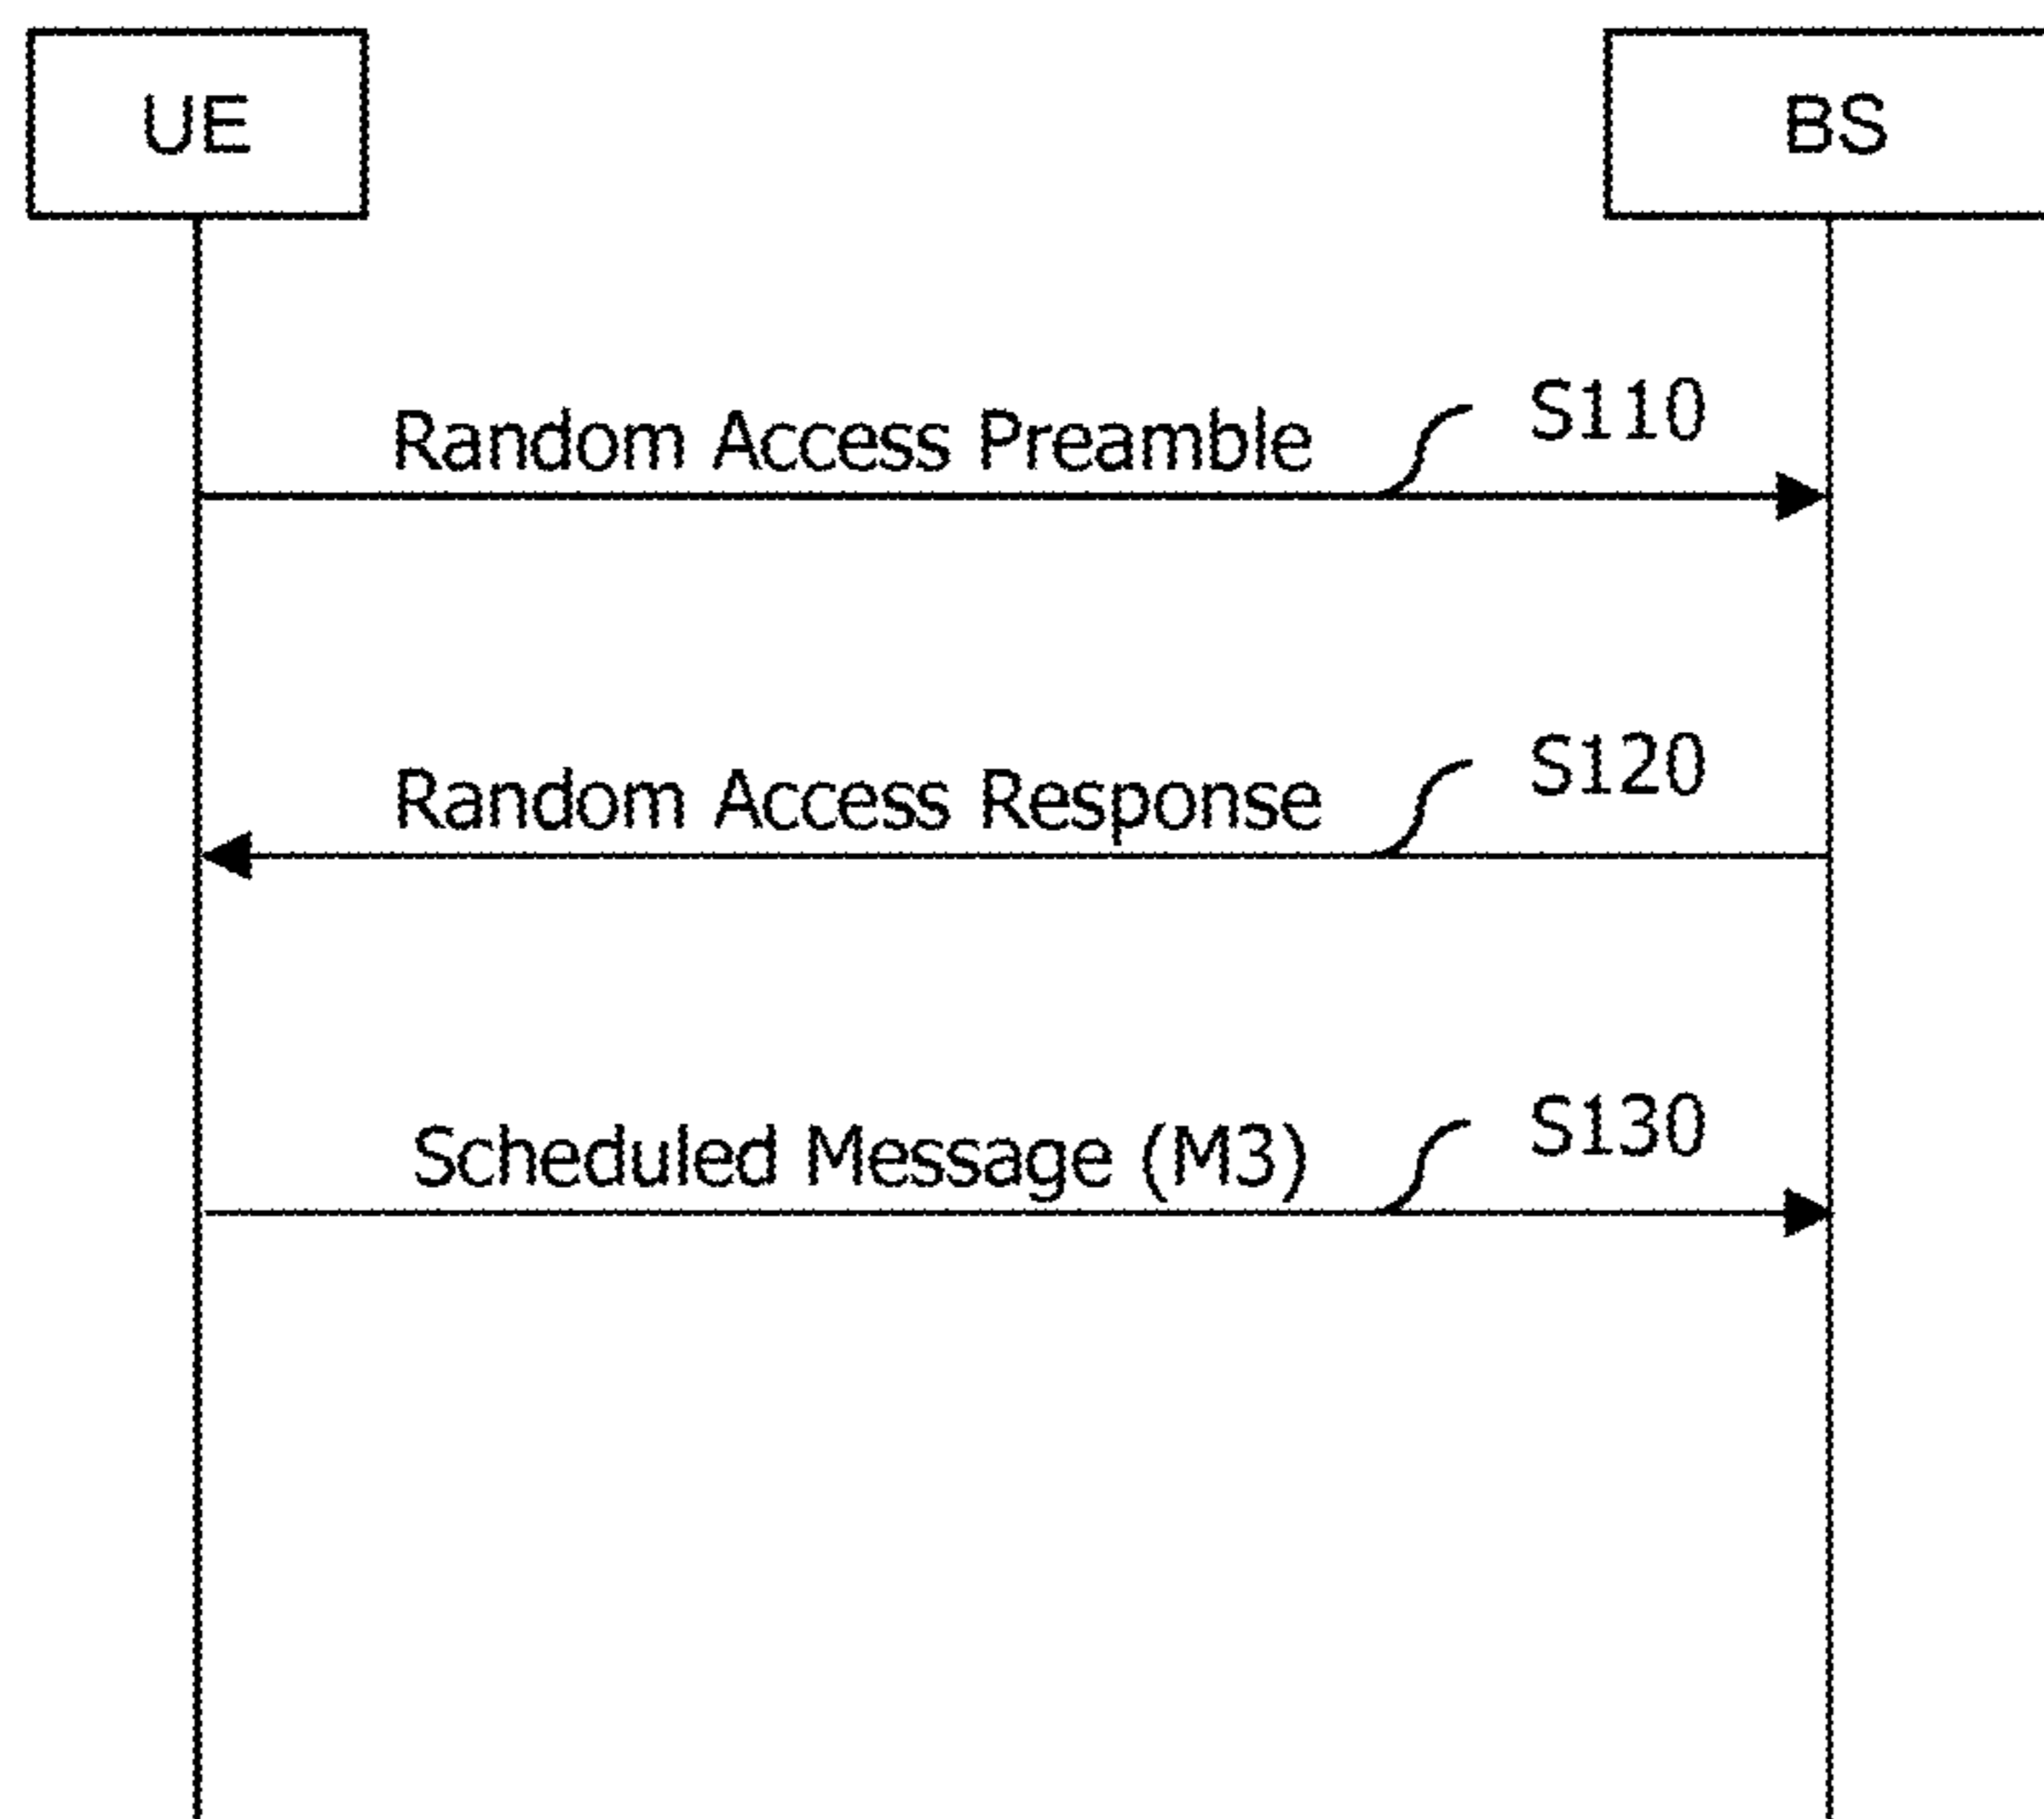 UE
BS
Random Access Preamble
S110
Random Access Response
S120
Scheduled Message (M3)
S130